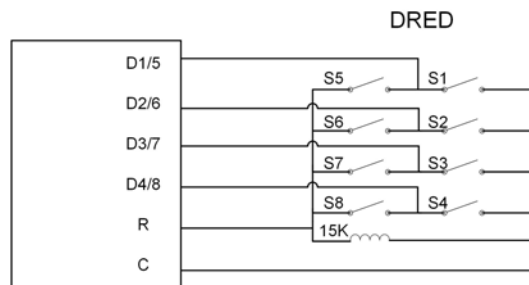 DRED
D1/5
S5 S1
D2/6
S6 S2
D3/7
S7 S3
D4/8
S8 S4
R
15K
C